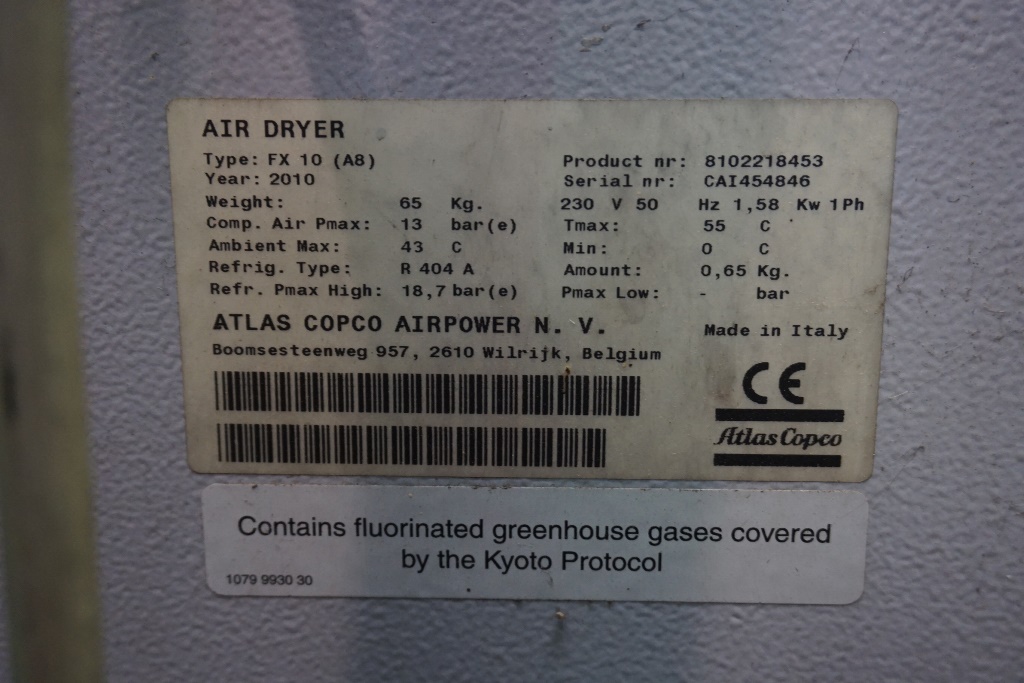 AIR DRYER
Type: FX 10 (A8) Product nr: 8102218453
Year: 2010 Serial nr: CAI454846
Weight: 65 Kg. 230 V 50 Hz 1,58 Kw 1Ph
Comp. Air Pmax: 13 bar(e) Tmax: 55 C
Ambient Max: 43 C Min: 0 C
Refrig. Type: R 404 A Amount: 0,65 Kg.
Refr. Pmax High: 18,7 bar(e) Pmax Low: - bar
ATLAS COPCO AIRPOWER N. V. Made in Italy
Boomsesteenweg 957, 2610 Wilrijk, Belgium
CE
Atlas Copco
Contains fluorinated greenhouse gases covered
by the Kyoto Protocol
1079 9930 30